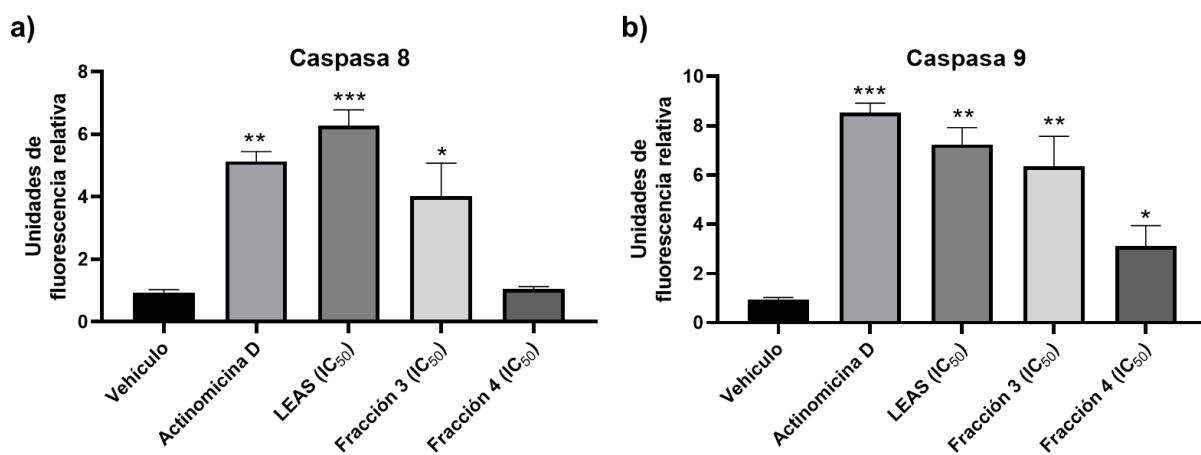 a)
Caspasa 8
Unidades de
fluorescencia relativa
8
6
4
2
0
**
***
*
Vehículo
Actinomicina D
LEAS (IC₅₀)
Fracción 3 (IC₅₀)
Fracción 4 (IC₅₀)
b)
Caspasa 9
Unidades de
fluorescencia relativa
10
8
6
4
2
0
***
**
**
*
Vehículo
Actinomicina D
LEAS (IC₅₀)
Fracción 3 (IC₅₀)
Fracción 4 (IC₅₀)